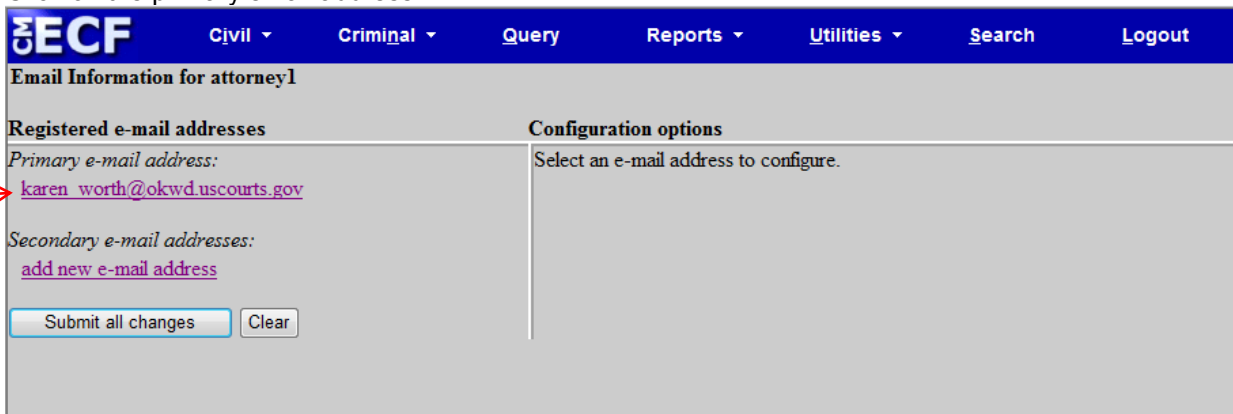 CM ECF Civil Criminal Query Reports Utilities Search Logout
Email Information for attorney1
Registered e-mail addresses Configuration options
Primary e-mail address: Select an e-mail address to configure.
karen_worth@okwd.uscourts.gov
Secondary e-mail addresses:
add new e-mail address
Submit all changes Clear